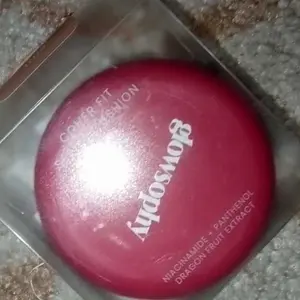 COVER FIT
CUSHION
glowsophy
NIACINAMIDE + PANTHENOL
DRAGON FRUIT EXTRACT